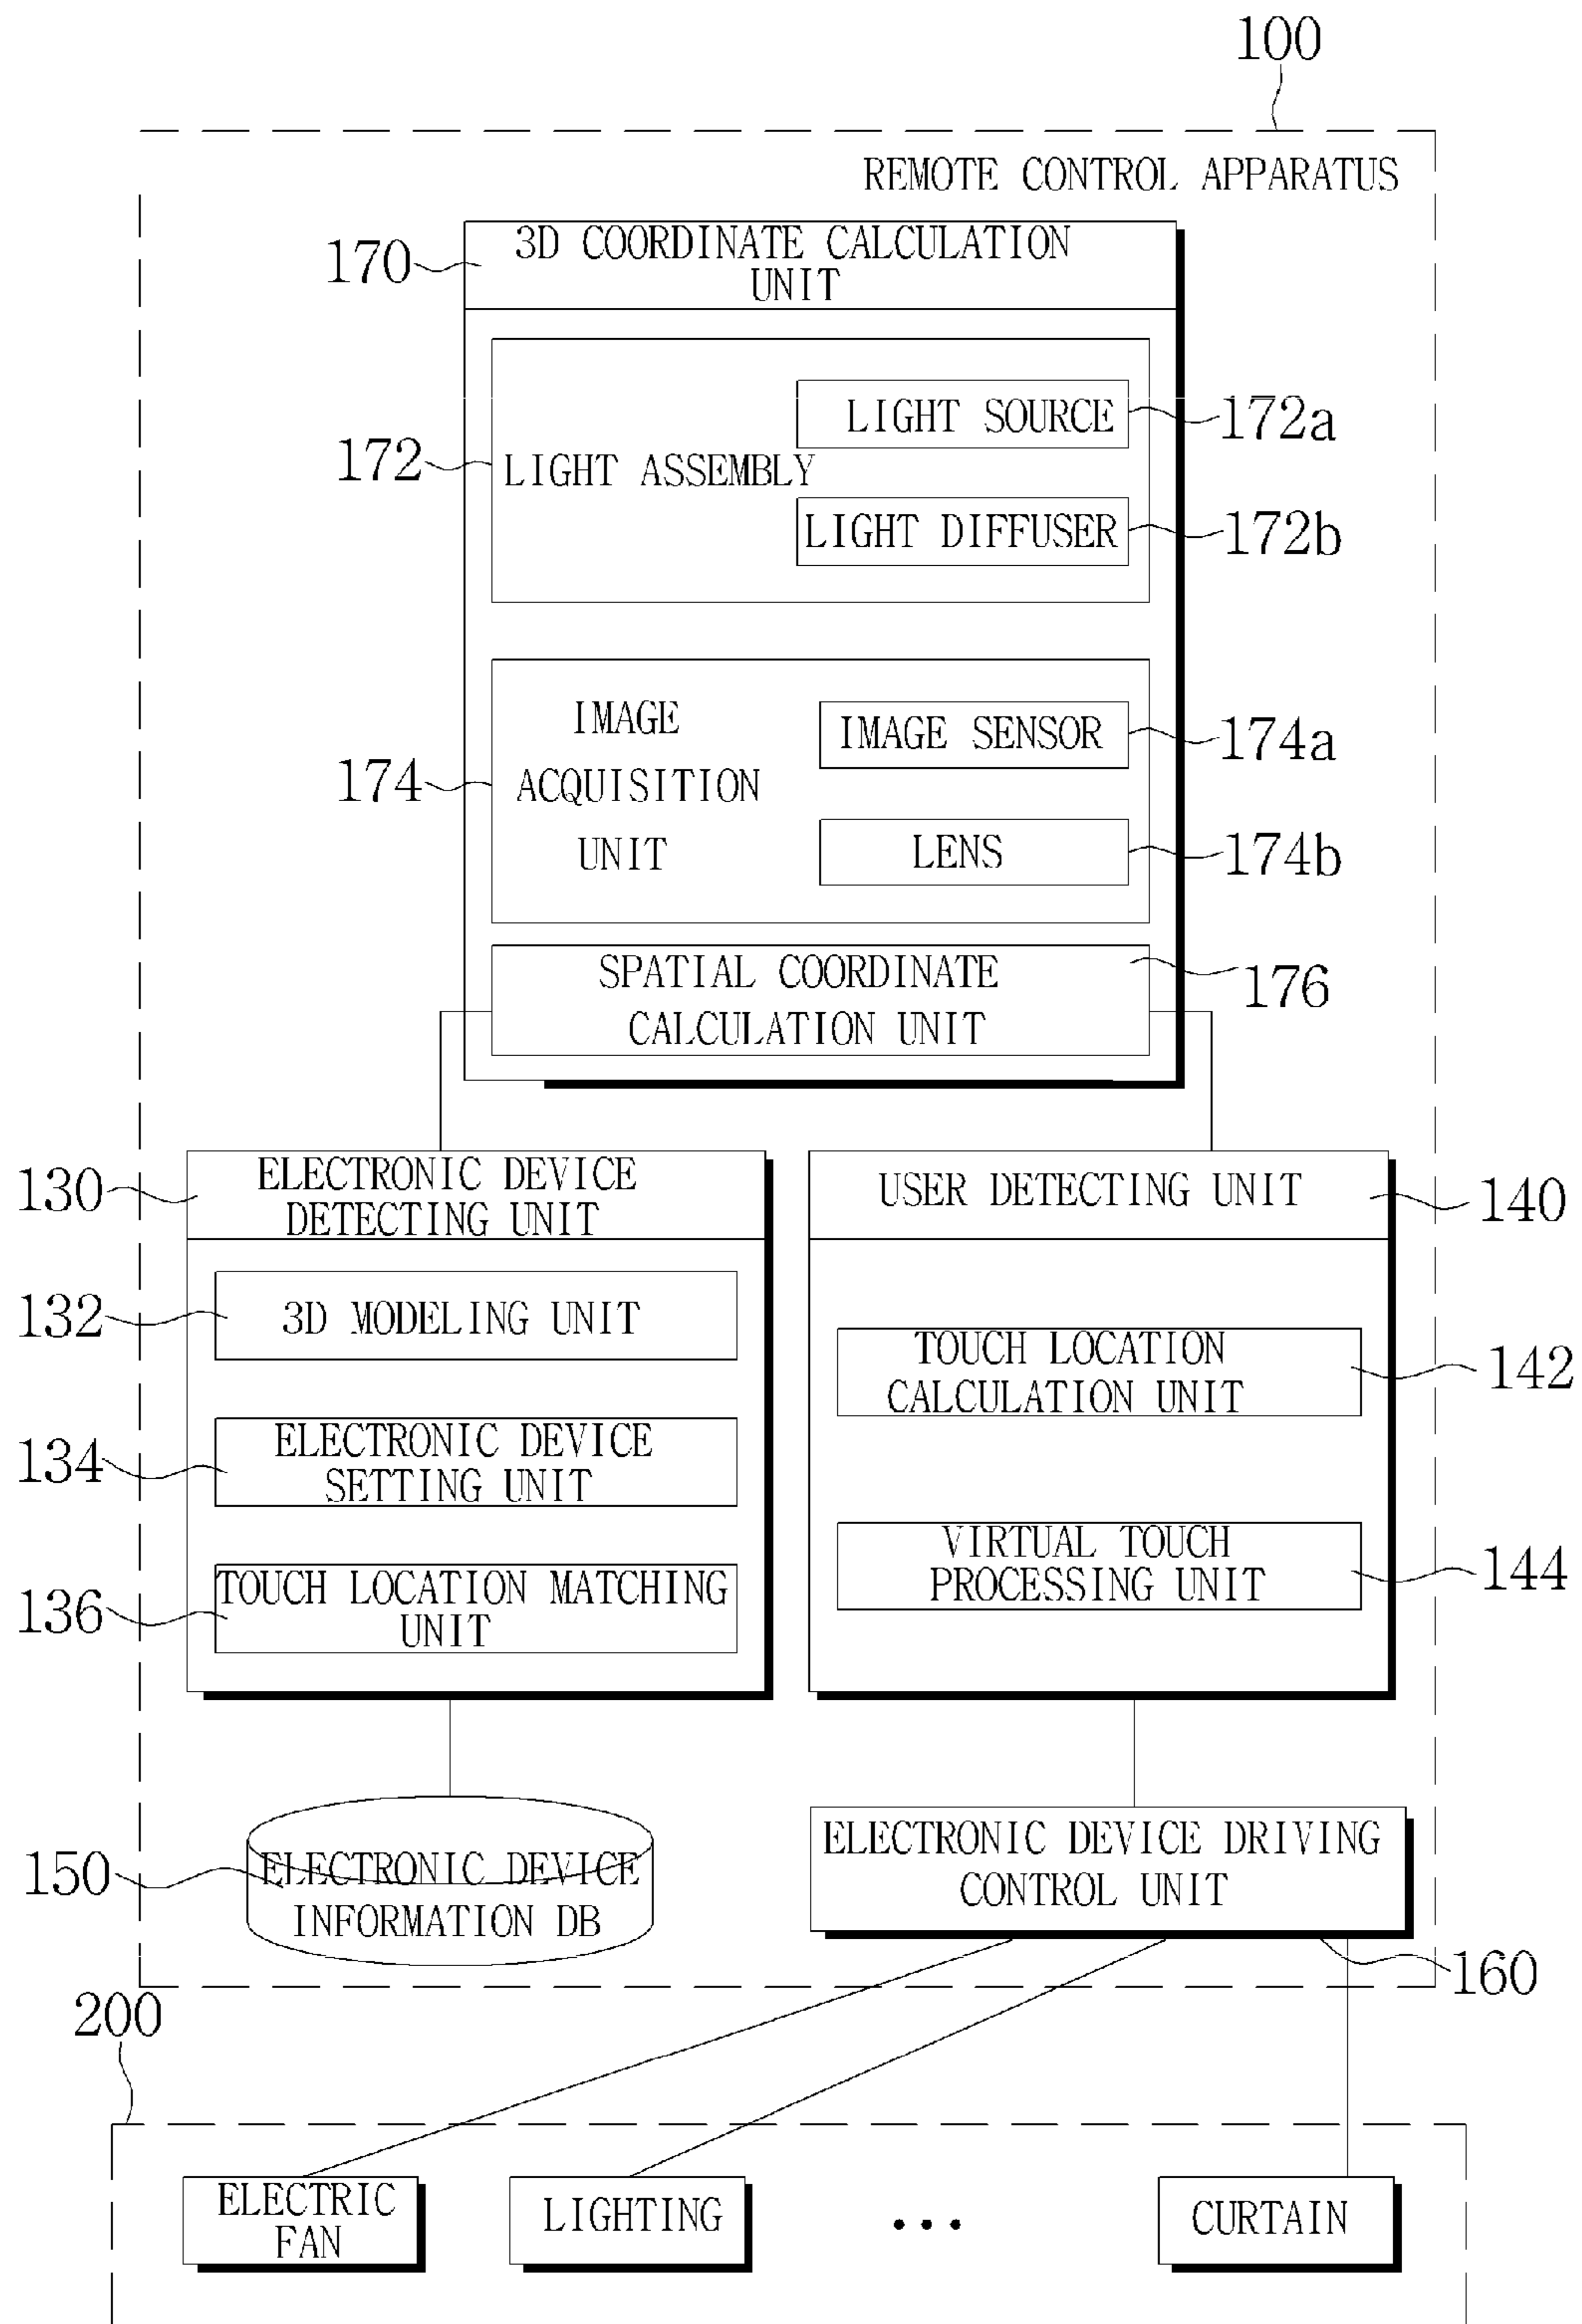 100
REMOTE CONTROL APPARATUS
170
3D COORDINATE CALCULATION
UNIT
LIGHT SOURCE
172a
172
LIGHT ASSEMBLY
LIGHT DIFFUSER
172b
IMAGE
ACQUISITION
UNIT
174
IMAGE SENSOR
174a
LENS
174b
SPATIAL COORDINATE
CALCULATION UNIT
176
130
ELECTRONIC DEVICE
DETECTING UNIT
132
3D MODELING UNIT
134
ELECTRONIC DEVICE
SETTING UNIT
136
TOUCH LOCATION MATCHING
UNIT
USER DETECTING UNIT
140
TOUCH LOCATION
CALCULATION UNIT
142
VIRTUAL TOUCH
PROCESSING UNIT
144
150
ELECTRONIC DEVICE
INFORMATION DB
ELECTRONIC DEVICE DRIVING
CONTROL UNIT
160
200
ELECTRIC
FAN
LIGHTING
...
CURTAIN